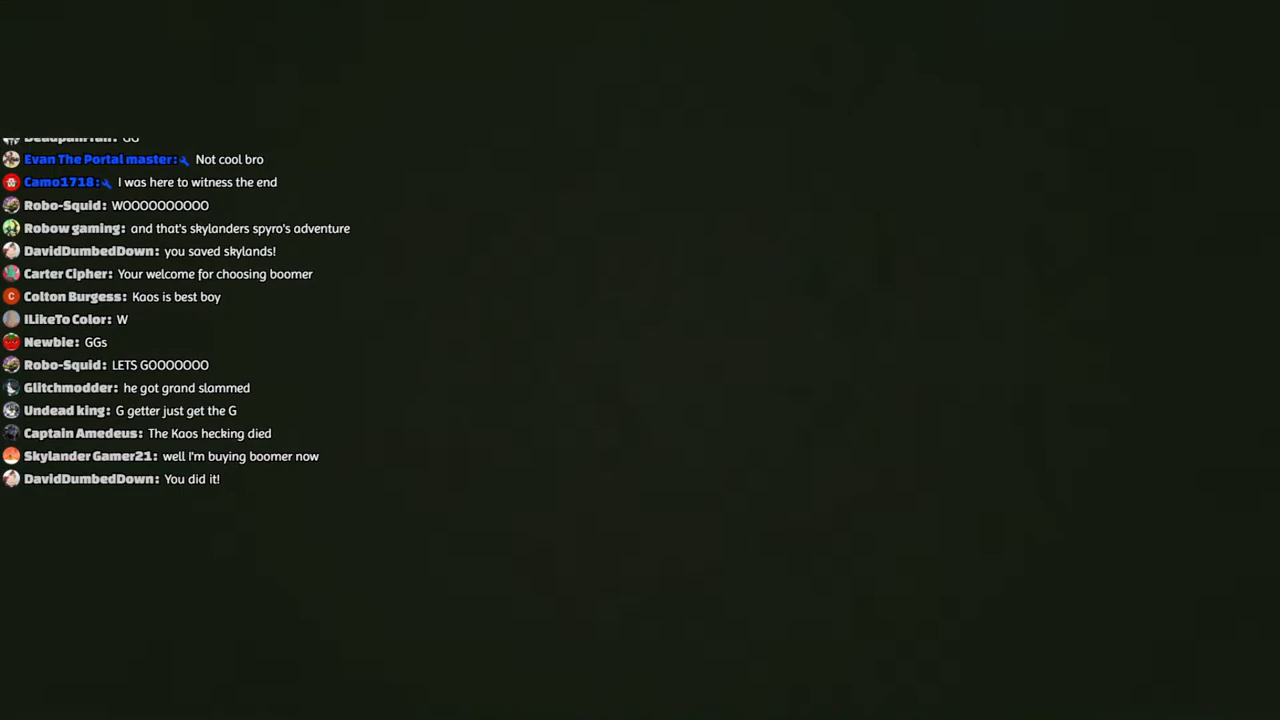 Evan The Portal master: Not cool bro
Camo1718: I was here to witness the end
Robo-Squid: WOOOOOOOOOO
Robow gaming: and that's skylanders spyro's adventure
DavidDumbedDown: you saved skylands!
Carter Cipher: Your welcome for choosing boomer
C Colton Burgess: Kaos is best boy
ILikeTo Color: W
Newbie: GGs
Robo-Squid: LETS GOOOOOOO
Glitchmodder: he got grand slammed
Undead king: G getter just get the G
Captain Amedeus: The Kaos hecking died
Skylander Gamer21: well I'm buying boomer now
DavidDumbedDown: You did it!